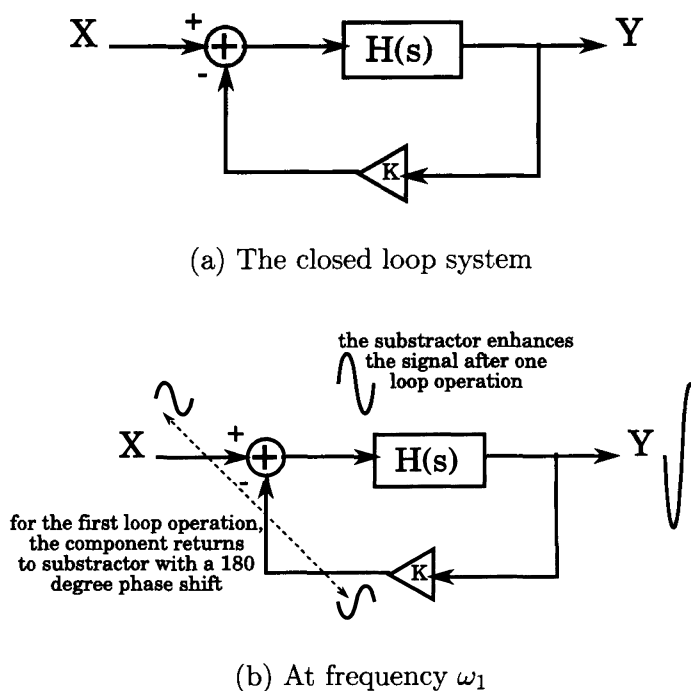 X + - + H(s) Y
K
(a) The closed loop system
the substractor enhances
the signal after one
loop operation
X + - + H(s) Y
for the first loop operation,
the component returns
to substractor with a 180
degree phase shift
K
(b) At frequency ω₁